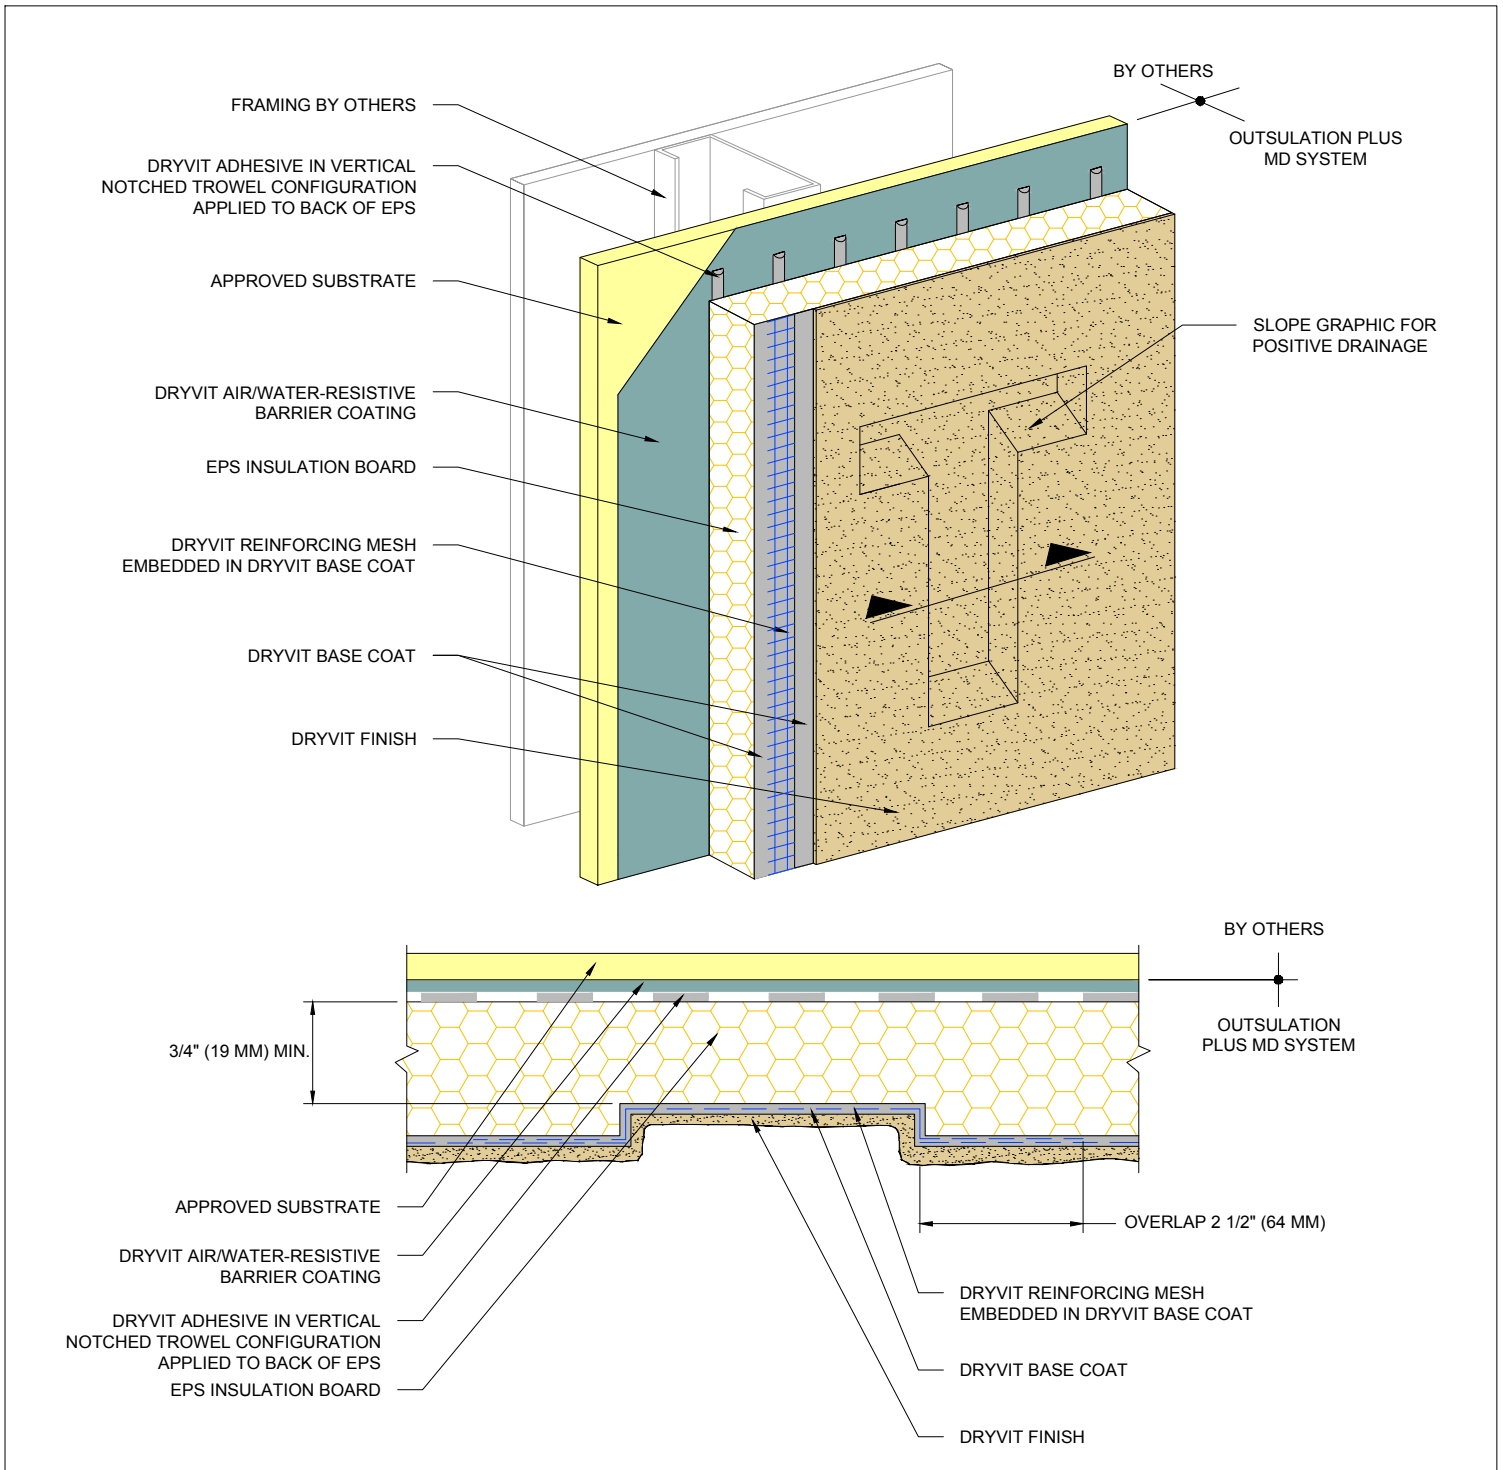 FRAMING BY OTHERS
DRYVIT ADHESIVE IN VERTICAL
NOTCHED TROWEL CONFIGURATION
APPLIED TO BACK OF EPS
APPROVED SUBSTRATE
DRYVIT AIR/WATER-RESISTIVE
BARRIER COATING
EPS INSULATION BOARD
DRYVIT REINFORCING MESH
EMBEDDED IN DRYVIT BASE COAT
DRYVIT BASE COAT
DRYVIT FINISH
BY OTHERS
OUTSULATION PLUS
MD SYSTEM
SLOPE GRAPHIC FOR
POSITIVE DRAINAGE
BY OTHERS
OUTSULATION
PLUS MD SYSTEM
3/4" (19 MM) MIN.
APPROVED SUBSTRATE
DRYVIT AIR/WATER-RESISTIVE
BARRIER COATING
DRYVIT ADHESIVE IN VERTICAL
NOTCHED TROWEL CONFIGURATION
APPLIED TO BACK OF EPS
EPS INSULATION BOARD
OVERLAP 2 1/2" (64 MM)
DRYVIT REINFORCING MESH
EMBEDDED IN DRYVIT BASE COAT
DRYVIT BASE COAT
DRYVIT FINISH